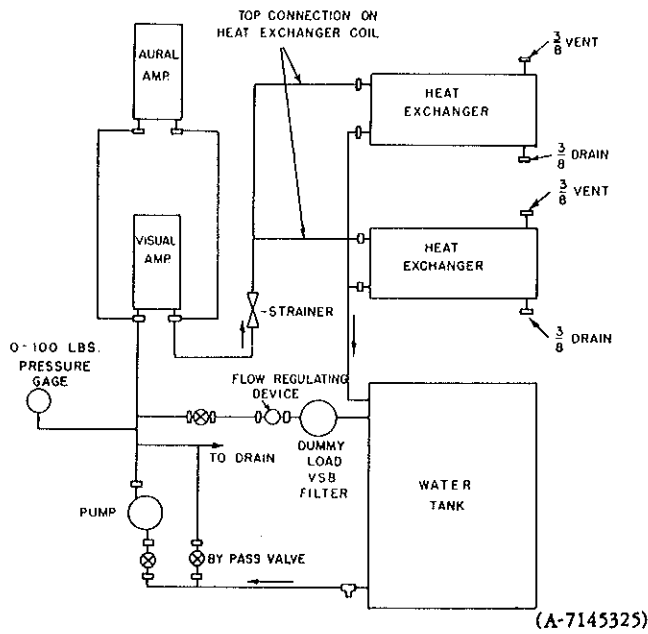 TOP CONNECTION ON
HEAT EXCHANGER COIL
AURAL
AMP.
3/8 VENT
HEAT
EXCHANGER
3/8 DRAIN
3/8 VENT
VISUAL
AMP.
HEAT
EXCHANGER
STRAINER
3/8 DRAIN
0-100 LBS.
PRESSURE
GAGE
FLOW REGULATING
DEVICE
TO DRAIN
DUMMY
LOAD
VSB
FILTER
WATER
TANK
PUMP
BY PASS VALVE
(A-7145325)